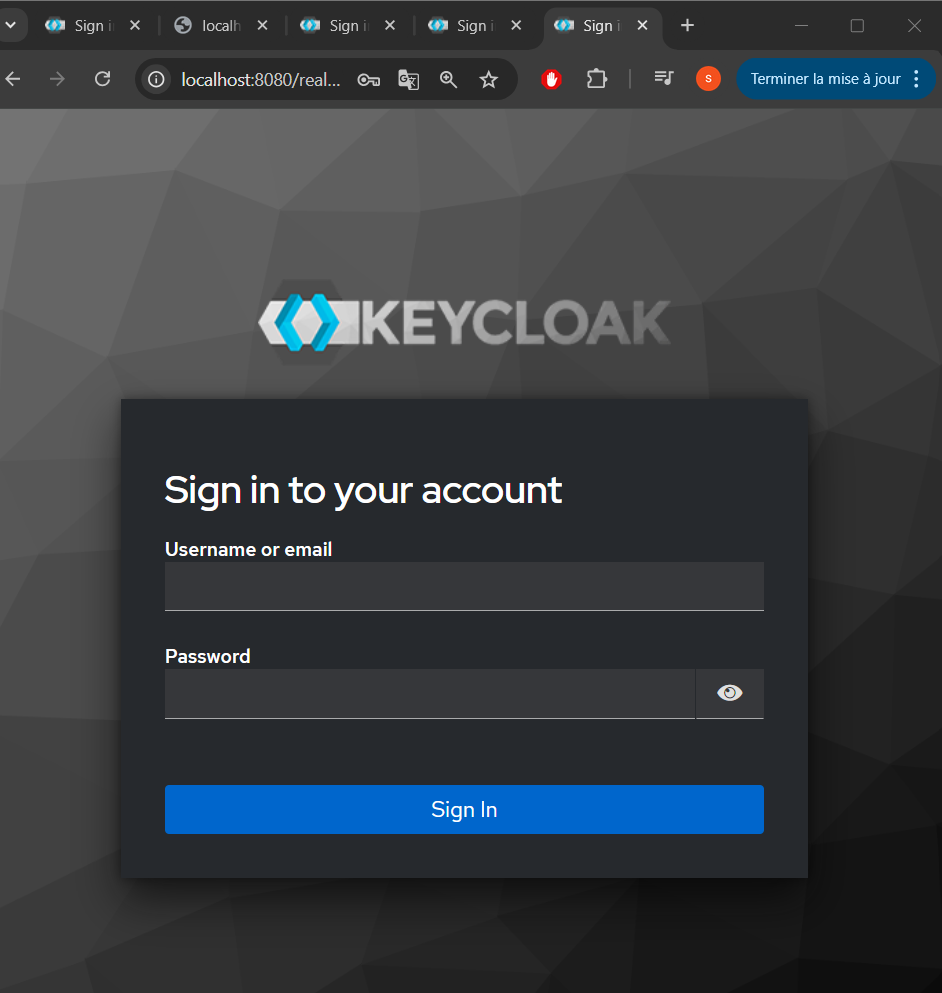 Sign i
localh
Sign i
Sign i
Sign i
localhost:8080/real...
S
Terminer la mise à jour
KEYCLOAK
Sign in to your account
Username or email
Password
Sign In